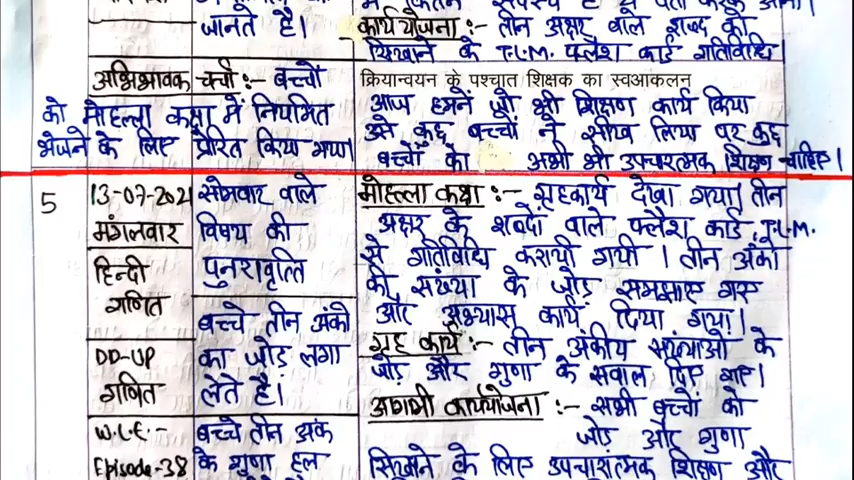 जानते है।
कार्ययोजना :- तीन अक्षर वाले शब्द को
सिखाने के T.L.M. फ्लैश कार्ड गतिविधि।
अभिभावक चर्चा :- बच्चों
को मोहल्ला कक्षा में नियमित
भेजने के लिए प्रेरित किया गया।
क्रियान्वयन के पश्चात शिक्षक का स्वआकलन
आज हमनें जो भी शिक्षण कार्य किया
उसे कुछ बच्चों ने सीख लिया पर कुछ
बच्चों को अभी भी उपचरत्मक शिक्षण चाहिए।
5
13-07-2021
मंगलवार
हिन्दी
गणित
DD-UP
गणित
W.L.E.:-
Episode-38
सोमवार वाले
विषय की
पुनरावृत्ति
बच्चे तीन अंको
का जोड़ लगा
लेते है।
बच्चे तीन अंक
के गुणा हल
मोहल्ला कक्षा :- गृहकार्य देखा गया। तीन
अक्षर के शब्दों वाले फ्लैश कार्ड, T.L.M.
से गतिविधि करायी गयी। तीन अंको
की संख्या के जोड़ समझाए गए
और अभ्यास कार्य दिया गया।
गृह कार्य :- तीन अंकीय संख्याओ के
जोड़ और गुणा के सवाल दिए गए।
अगामी कार्ययोजना :- सभी बच्चों को
जोड़ और गुणा
सिखाने के लिए उपचारात्मक शिक्षण और